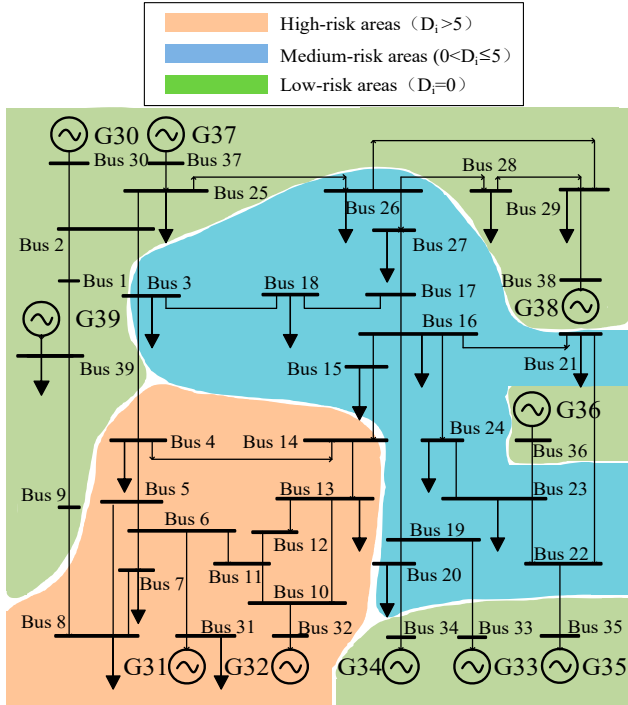 High-risk areas（D_i>5）
Medium-risk areas (0<D_i≤5)
Low-risk areas（D_i=0）
G30 G37
Bus 30 Bus 37
Bus 25
Bus 28
Bus 26
Bus 29
Bus 2
Bus 27
Bus 1 Bus 3 Bus 18 Bus 17
Bus 38
G39 G38
Bus 16
Bus 15 Bus 21
Bus 39
G36
Bus 4 Bus 14 Bus 24
Bus 36
Bus 9 Bus 5 Bus 13 Bus 23
Bus 6 Bus 19
Bus 12
Bus 22
Bus 7 Bus 11 Bus 10 Bus 20
Bus 8 Bus 31 Bus 32 Bus 34 Bus 33 Bus 35
G31 G32 G34 G33 G35